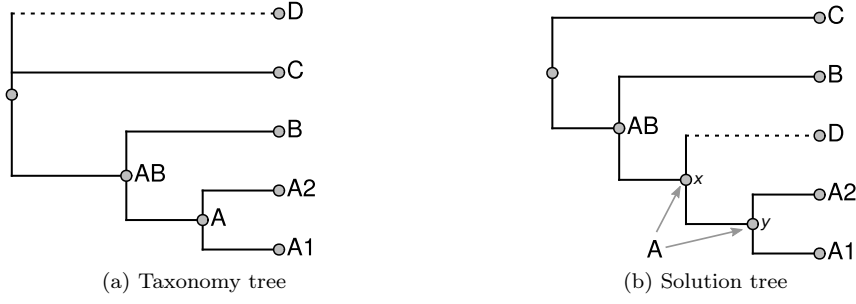 D
C
B
AB
A2
A
A1
(a) Taxonomy tree
C
B
AB
D
x
A2
y
A
A1
(b) Solution tree